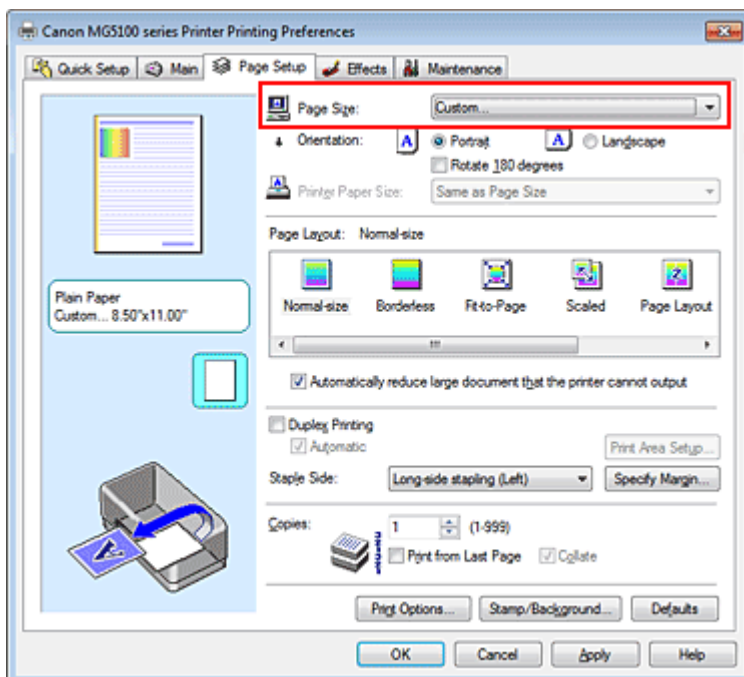 Canon MG5100 series Printer Printing Preferences
Quick Setup Main Page Setup Effects Maintenance
Page Size: Custom...
Orientation: A Portrait A Landscape
Rotate 180 degrees
Printer Paper Size: Same as Page Size
Page Layout: Normal-size
Normal-size Borderless Fit-to-Page Scaled Page Layout
Plain Paper
Custom... 8.50"x11.00"
Automatically reduce large document that the printer cannot output
Duplex Printing
Automatic Print Area Setup...
Staple Side: Long-side stapling (Left) Specify Margin...
Copies: 1 (1-999)
Print from Last Page Collate
Print Options... Stamp/Background... Defaults
OK Cancel Apply Help